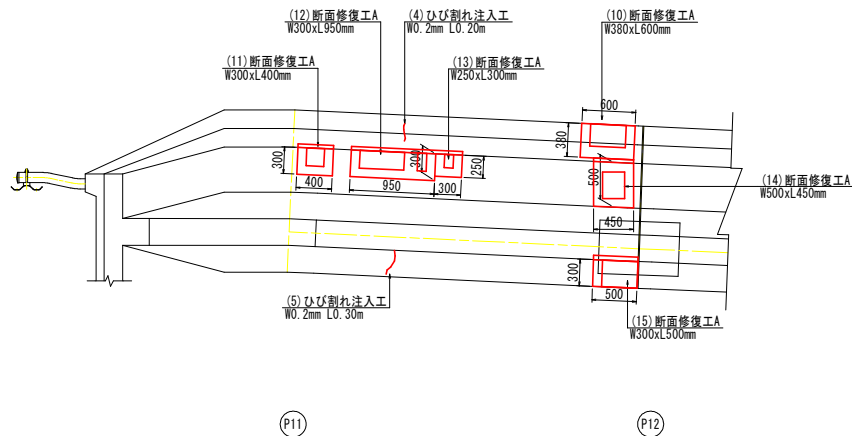 (12)断面修復工A
W300xL950mm
(4)ひび割れ注入工
W0.2mm L0.20m
(10)断面修復工A
W380xL600mm
(11)断面修復工A
W300xL400mm
(13)断面修復工A
W250xL300mm
600
380
300
300
250
400
950
300
500
(14)断面修復工A
W500xL450mm
450
300
500
(5)ひび割れ注入工
W0.2mm L0.30m
(15)断面修復工A
W300xL500mm
P11
P12